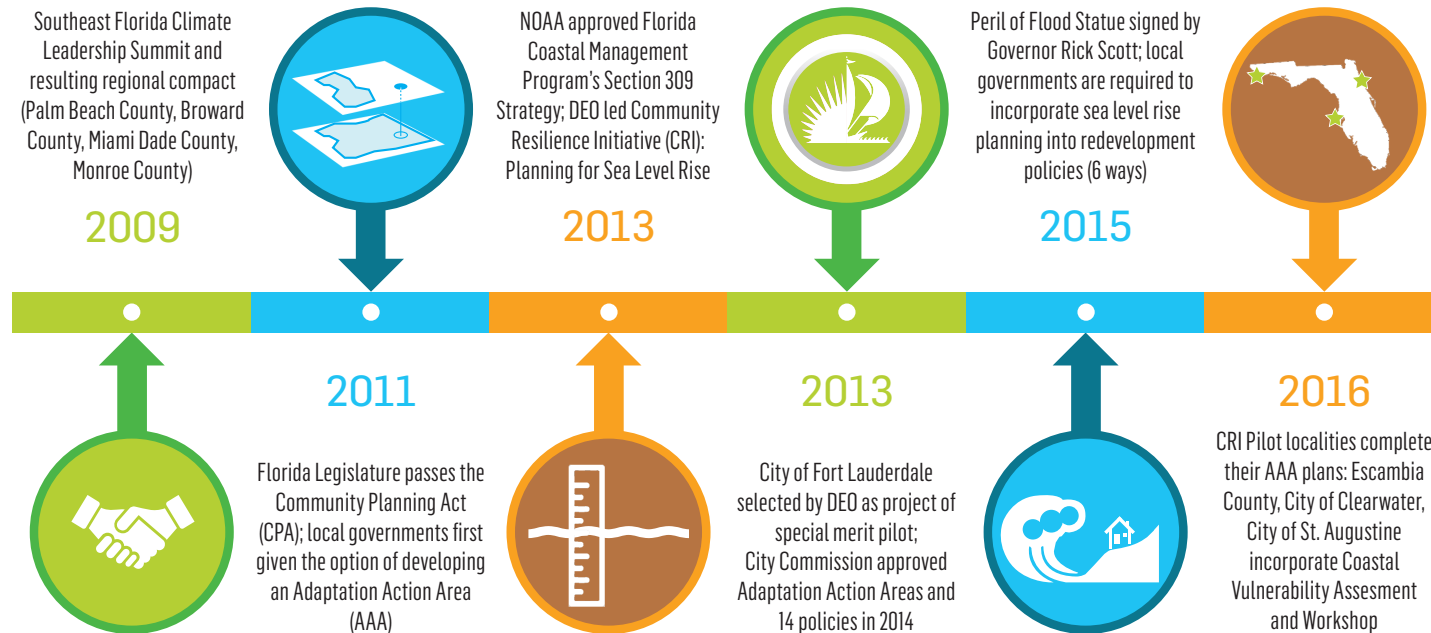 Southeast Florida Climate
Leadership Summit and
resulting regional compact
(Palm Beach County, Broward
County, Miami Dade County,
Monroe County)
2009
2011
Florida Legislature passes the
Community Planning Act
(CPA); local governments first
given the option of developing
an Adaptation Action Area
(AAA)
NOAA approved Florida
Coastal Management
Program's Section 309
Strategy; DEO led Community
Resilience Initiative (CRI):
Planning for Sea Level Rise
2013
2013
City of Fort Lauderdale
selected by DEO as project of
special merit pilot;
City Commission approved
Adaptation Action Areas and
14 policies in 2014
Peril of Flood Statue signed by
Governor Rick Scott; local
governments are required to
incorporate sea level rise
planning into redevelopment
policies (6 ways)
2015
2016
CRI Pilot localities complete
their AAA plans: Escambia
County, City of Clearwater,
City of St. Augustine
incorporate Coastal
Vulnerability Assesment
and Workshop